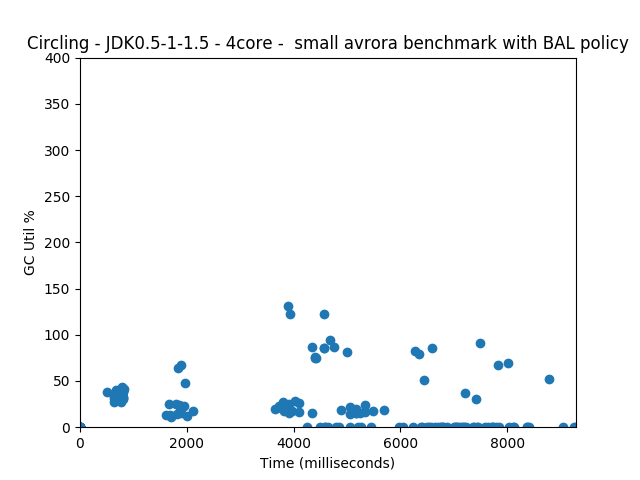 Circling - JDK0.5-1-1.5 - 4core -  small avrora benchmark with BAL policy
400
350
300
250
200
150
100
50
0
GC Util %
0 2000 4000 6000 8000
Time (milliseconds)